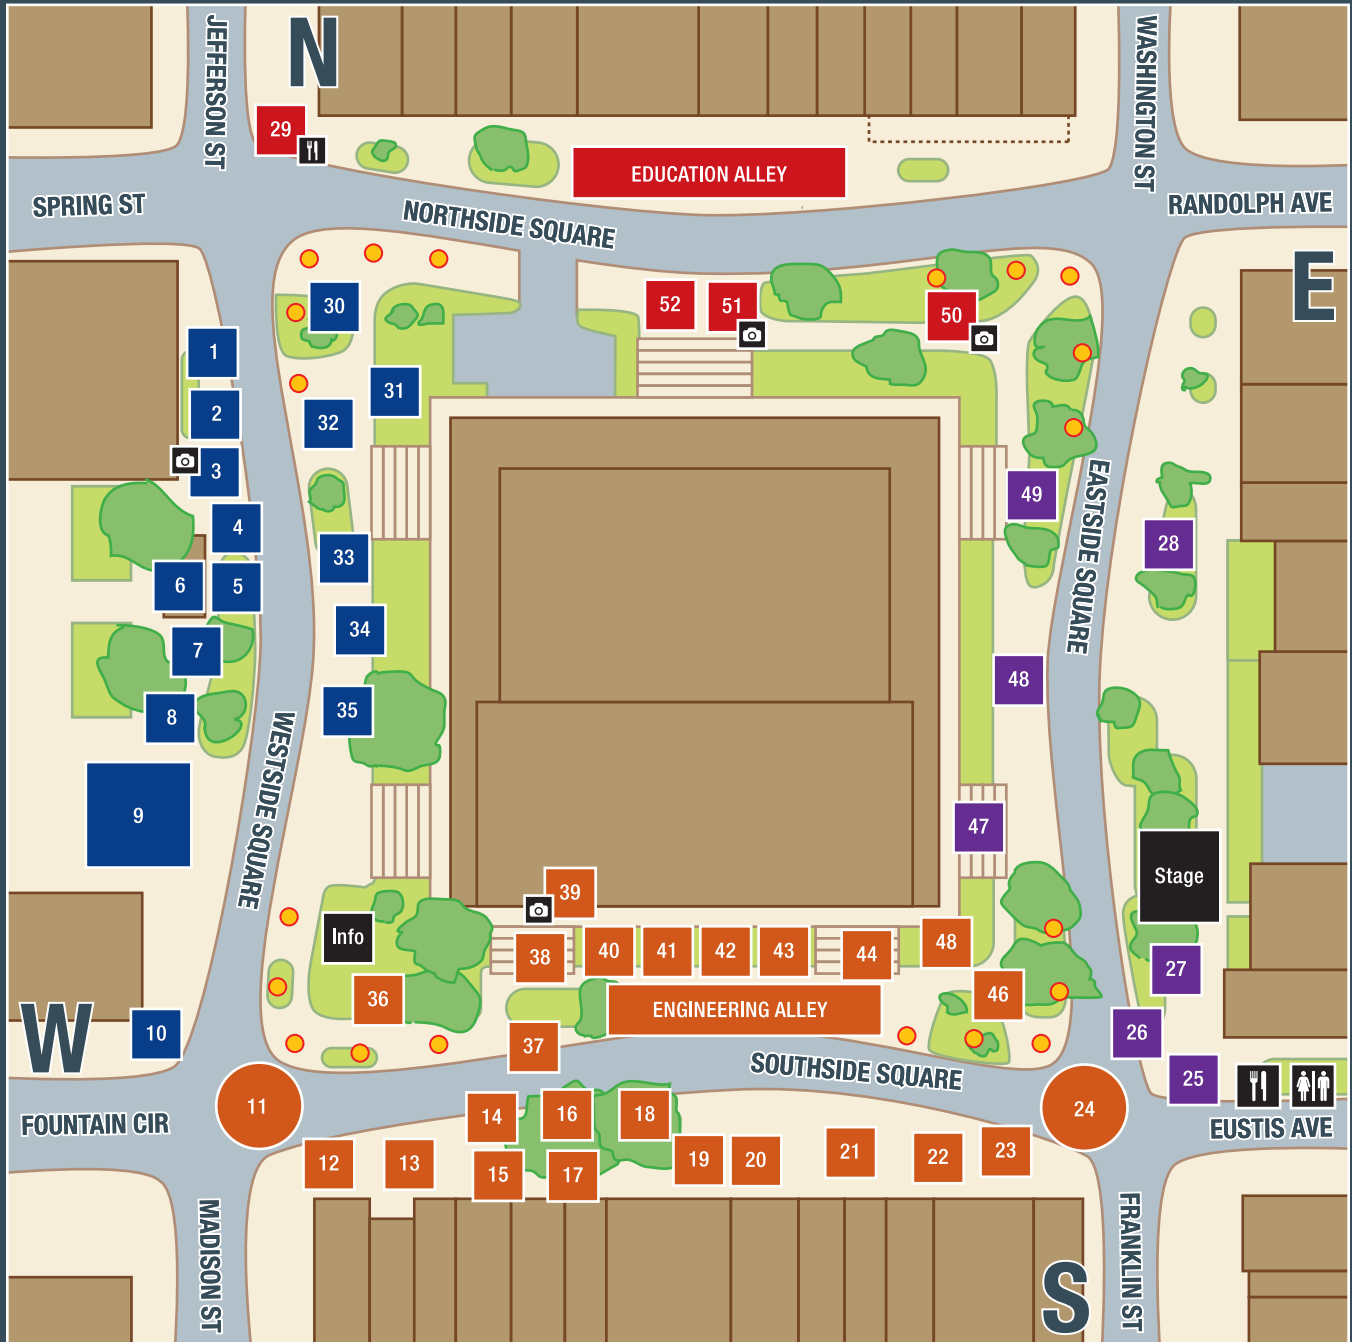 N
JEFFERSON ST
WASHINGTON ST
29
EDUCATION ALLEY
SPRING ST
NORTHSIDE SQUARE
RANDOLPH AVE
E
30
52
51
50
1
31
2
32
3
49
4
EASTSIDE SQUARE
28
33
6
5
34
7
48
35
8
WESTSIDE SQUARE
9
47
Stage
39
Info
38
40
41
42
43
44
48
27
36
46
ENGINEERING ALLEY
W
10
37
26
SOUTHSIDE SQUARE
25
11
24
FOUNTAIN CIR
EUSTIS AVE
14
16
18
12
13
15
17
19
20
21
22
23
MADISON ST
FRANKLIN ST
S